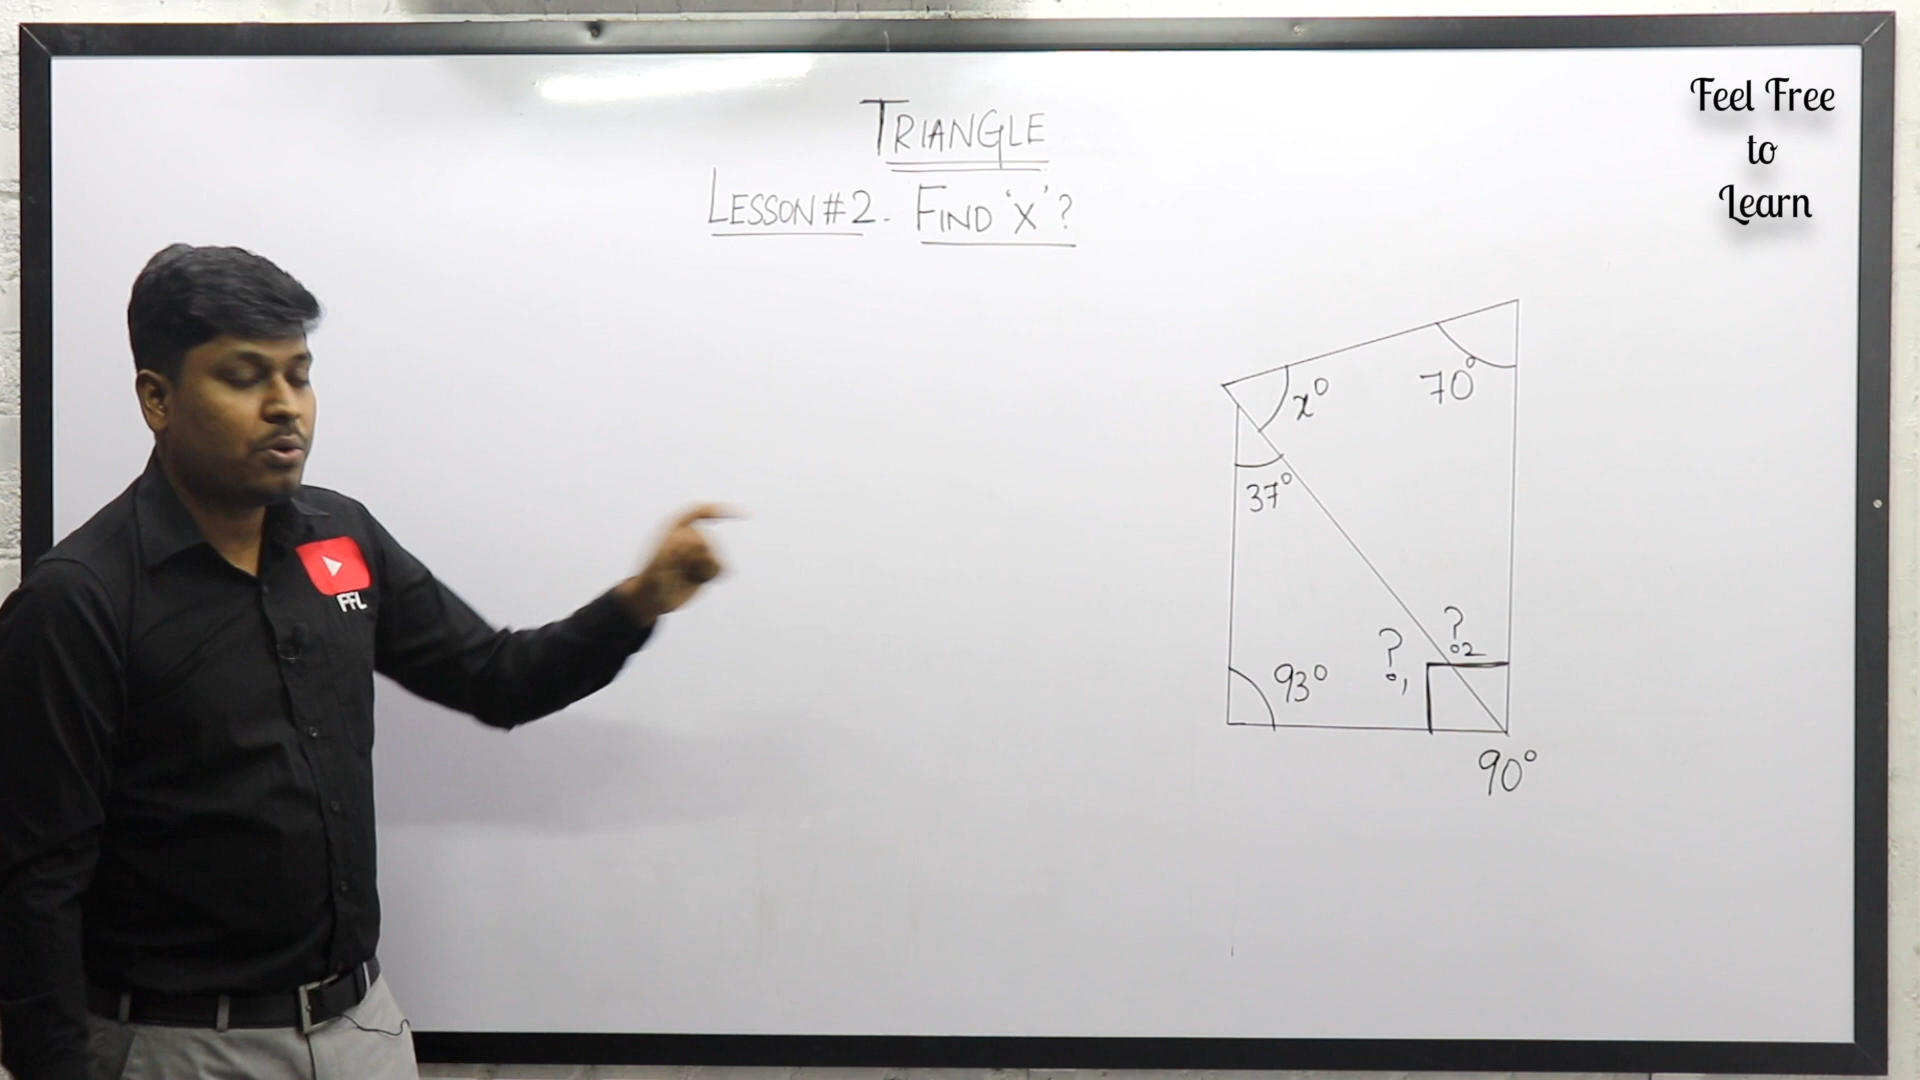 Feel Free
to
Learn
TRIANGLE
LESSON #2. FIND 'X' ?
x°
70°
37°
?
°2
?
°1
93°
90°
FFL